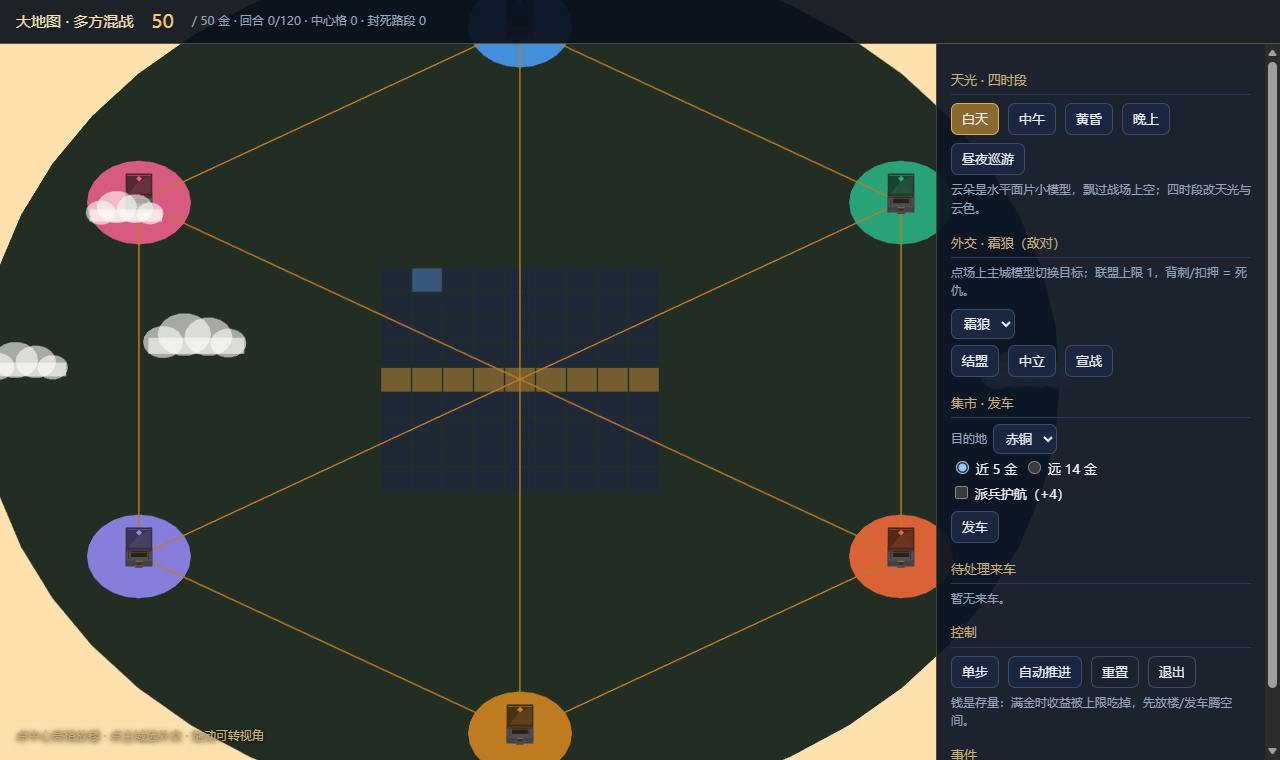 大地图 · 多方混战 50 / 50 金 · 回合 0/120 · 中心格 0 · 封死路段 0
天光 · 四时段
白天 中午 黄昏 晚上
昼夜巡游
云朵是水平面片小模型，飘过战场上空；四时段改天光与
云色。
外交 · 霜狼（敌对）
点场上主城模型切换目标；联盟上限 1，背刺/扣押 = 死
仇。
霜狼
结盟 中立 宣战
集市 · 发车
目的地 赤铜
近 5 金 远 14 金
派兵护航（+4）
发车
待处理来车
暂无来车。
控制
单步 自动推进 重置 退出
钱是存量：满金时收益被上限吃掉，先放楼/发车腾空
间。
事件
动可转视角